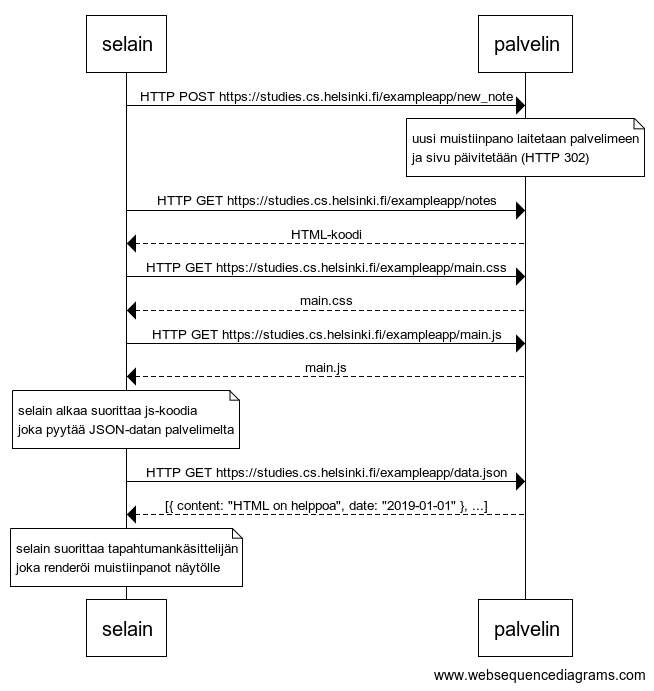 selain
palvelin
HTTP POST https://studies.cs.helsinki.fi/exampleapp/new_note
uusi muistiinpano laitetaan palvelimeen
ja sivu päivitetään (HTTP 302)
HTTP GET https://studies.cs.helsinki.fi/exampleapp/notes
HTML-koodi
HTTP GET https://studies.cs.helsinki.fi/exampleapp/main.css
main.css
HTTP GET https://studies.cs.helsinki.fi/exampleapp/main.js
main.js
selain alkaa suorittaa js-koodia
joka pyytää JSON-datan palvelimelta
HTTP GET https://studies.cs.helsinki.fi/exampleapp/data.json
[{ content: "HTML on helppoa", date: "2019-01-01" }, ...]
selain suorittaa tapahtumankäsittelijän
joka renderöi muistiinpanot näytölle
selain
palvelin
www.websequencediagrams.com